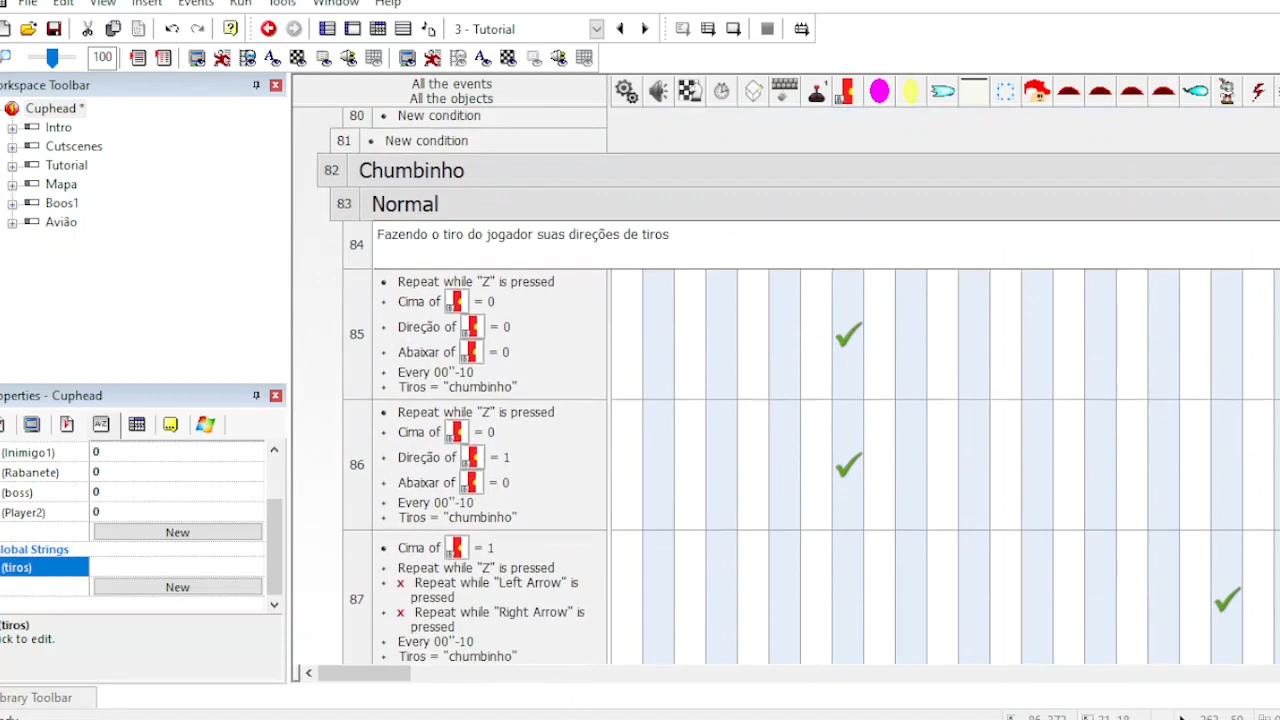 File Edit View Insert Events Run Tools Window Help
3 - Tutorial
100
orkspace Toolbar
Cuphead *
Intro
Cutscenes
Tutorial
Mapa
Boos1
Avião
operties - Cuphead
(Inimigo1) 0
(Rabanete) 0
(boss) 0
(Player2) 0
New
lobal Strings
(tiros)
New
(tiros)
ick to edit.
ibrary Toolbar
All the events
All the objects
80 • New condition
81 • New condition
82 Chumbinho
83 Normal
84 Fazendo o tiro do jogador suas direções de tiros
85
• Repeat while "Z" is pressed
+ Cima of = 0
+ Direção of = 0
+ Abaixar of = 0
+ Every 00"-10
+ Tiros = "chumbinho"
86
• Repeat while "Z" is pressed
+ Cima of = 0
+ Direção of = 1
+ Abaixar of = 0
+ Every 00"-10
+ Tiros = "chumbinho"
87
• Cima of = 1
+ Repeat while "Z" is pressed
+ X Repeat while "Left Arrow" is
pressed
+ X Repeat while "Right Arrow" is
pressed
+ Every 00"-10
+ Tiros = "chumbinho"